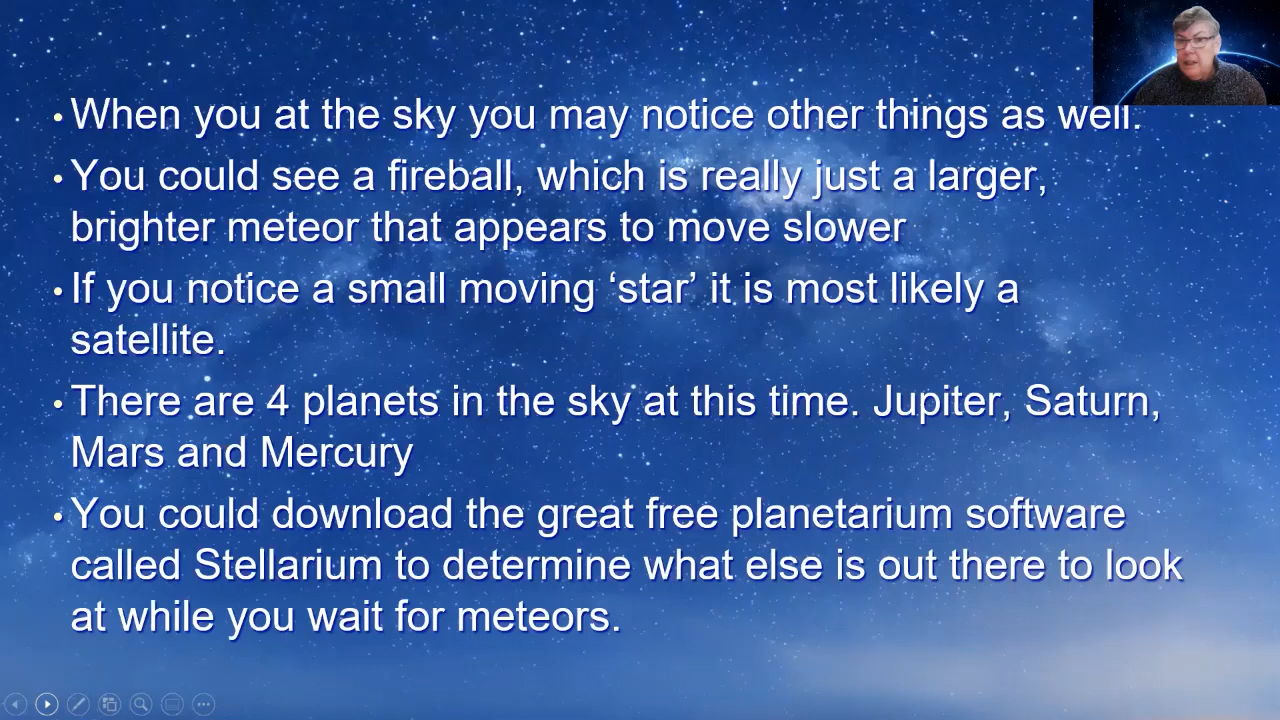 • When you at the sky you may notice other things as well.
• You could see a fireball, which is really just a larger,
brighter meteor that appears to move slower
• If you notice a small moving ‘star’ it is most likely a
satellite.
• There are 4 planets in the sky at this time. Jupiter, Saturn,
Mars and Mercury
• You could download the great free planetarium software
called Stellarium to determine what else is out there to look
at while you wait for meteors.